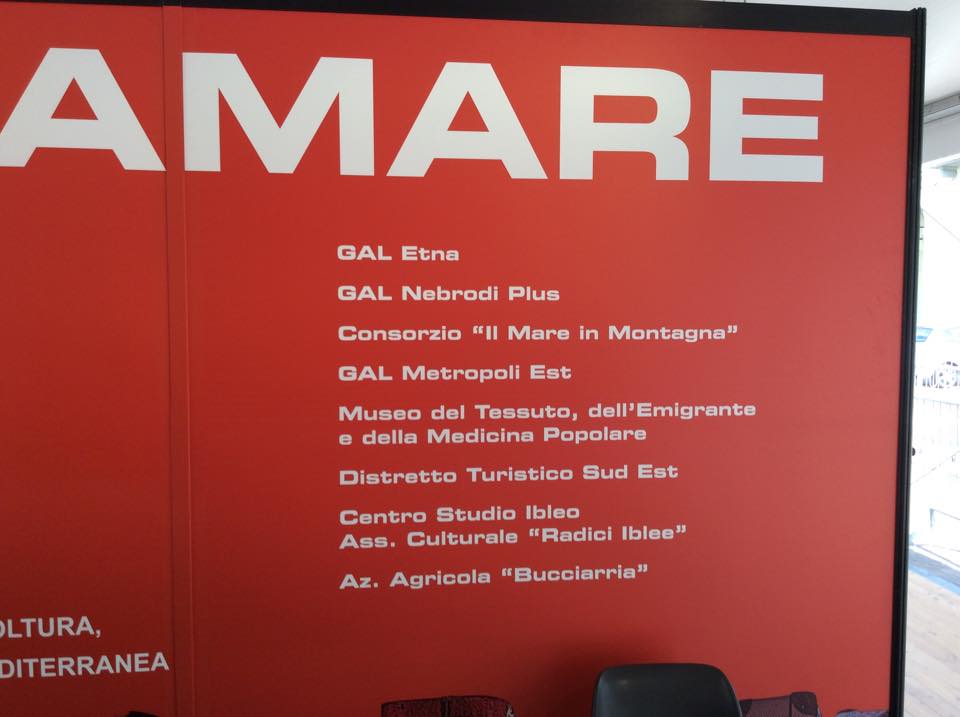 AMARE
GAL Etna
GAL Nebrodi Plus
Consorzio “Il Mare in Montagna”
GAL Metropoli Est
Museo del Tessuto, dell’Emigrante
e della Medicina Popolare
Distretto Turistico Sud Est
Centro Studio Ibleo
Ass. Culturale “Radici Iblee”
Az. Agricola “Bucciarria”
OLTURA,
DITERRANEA